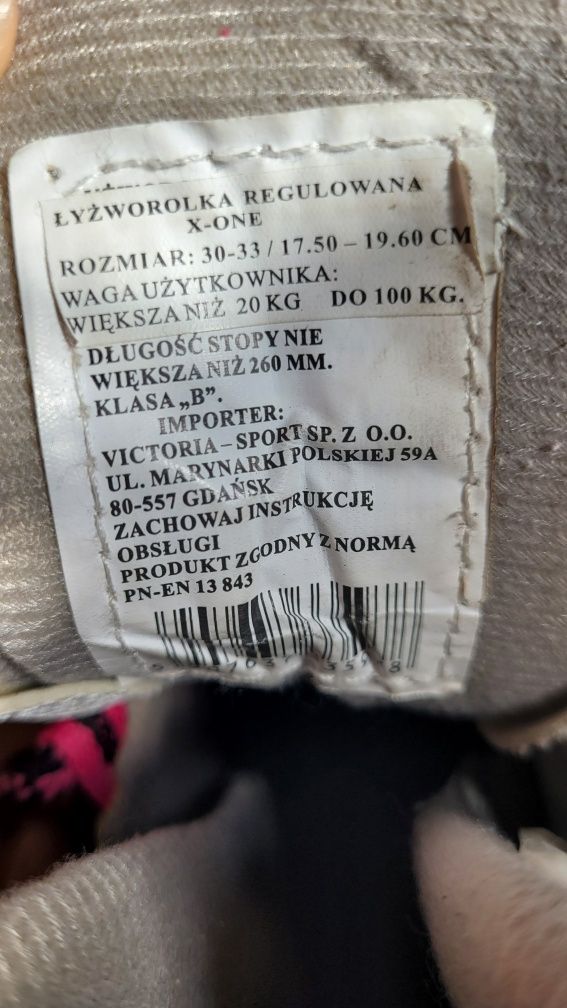 ŁYŻWOROLKA REGULOWANA
X-ONE
ROZMIAR: 30-33 / 17.50 – 19.60 CM
WAGA UŻYTKOWNIKA:
WIĘKSZA NIŻ 20 KG DO 100 KG.
DŁUGOŚĆ STOPY NIE
WIĘKSZA NIŻ 260 MM.
KLASA „B”.
IMPORTER:
VICTORIA – SPORT SP. Z O.O.
UL. MARYNARKI POLSKIEJ 59A
80-557 GDAŃSK
ZACHOWAJ INSTRUKCJĘ
OBSŁUGI
PRODUKT ZGODNY Z NORMĄ
PN-EN 13 843